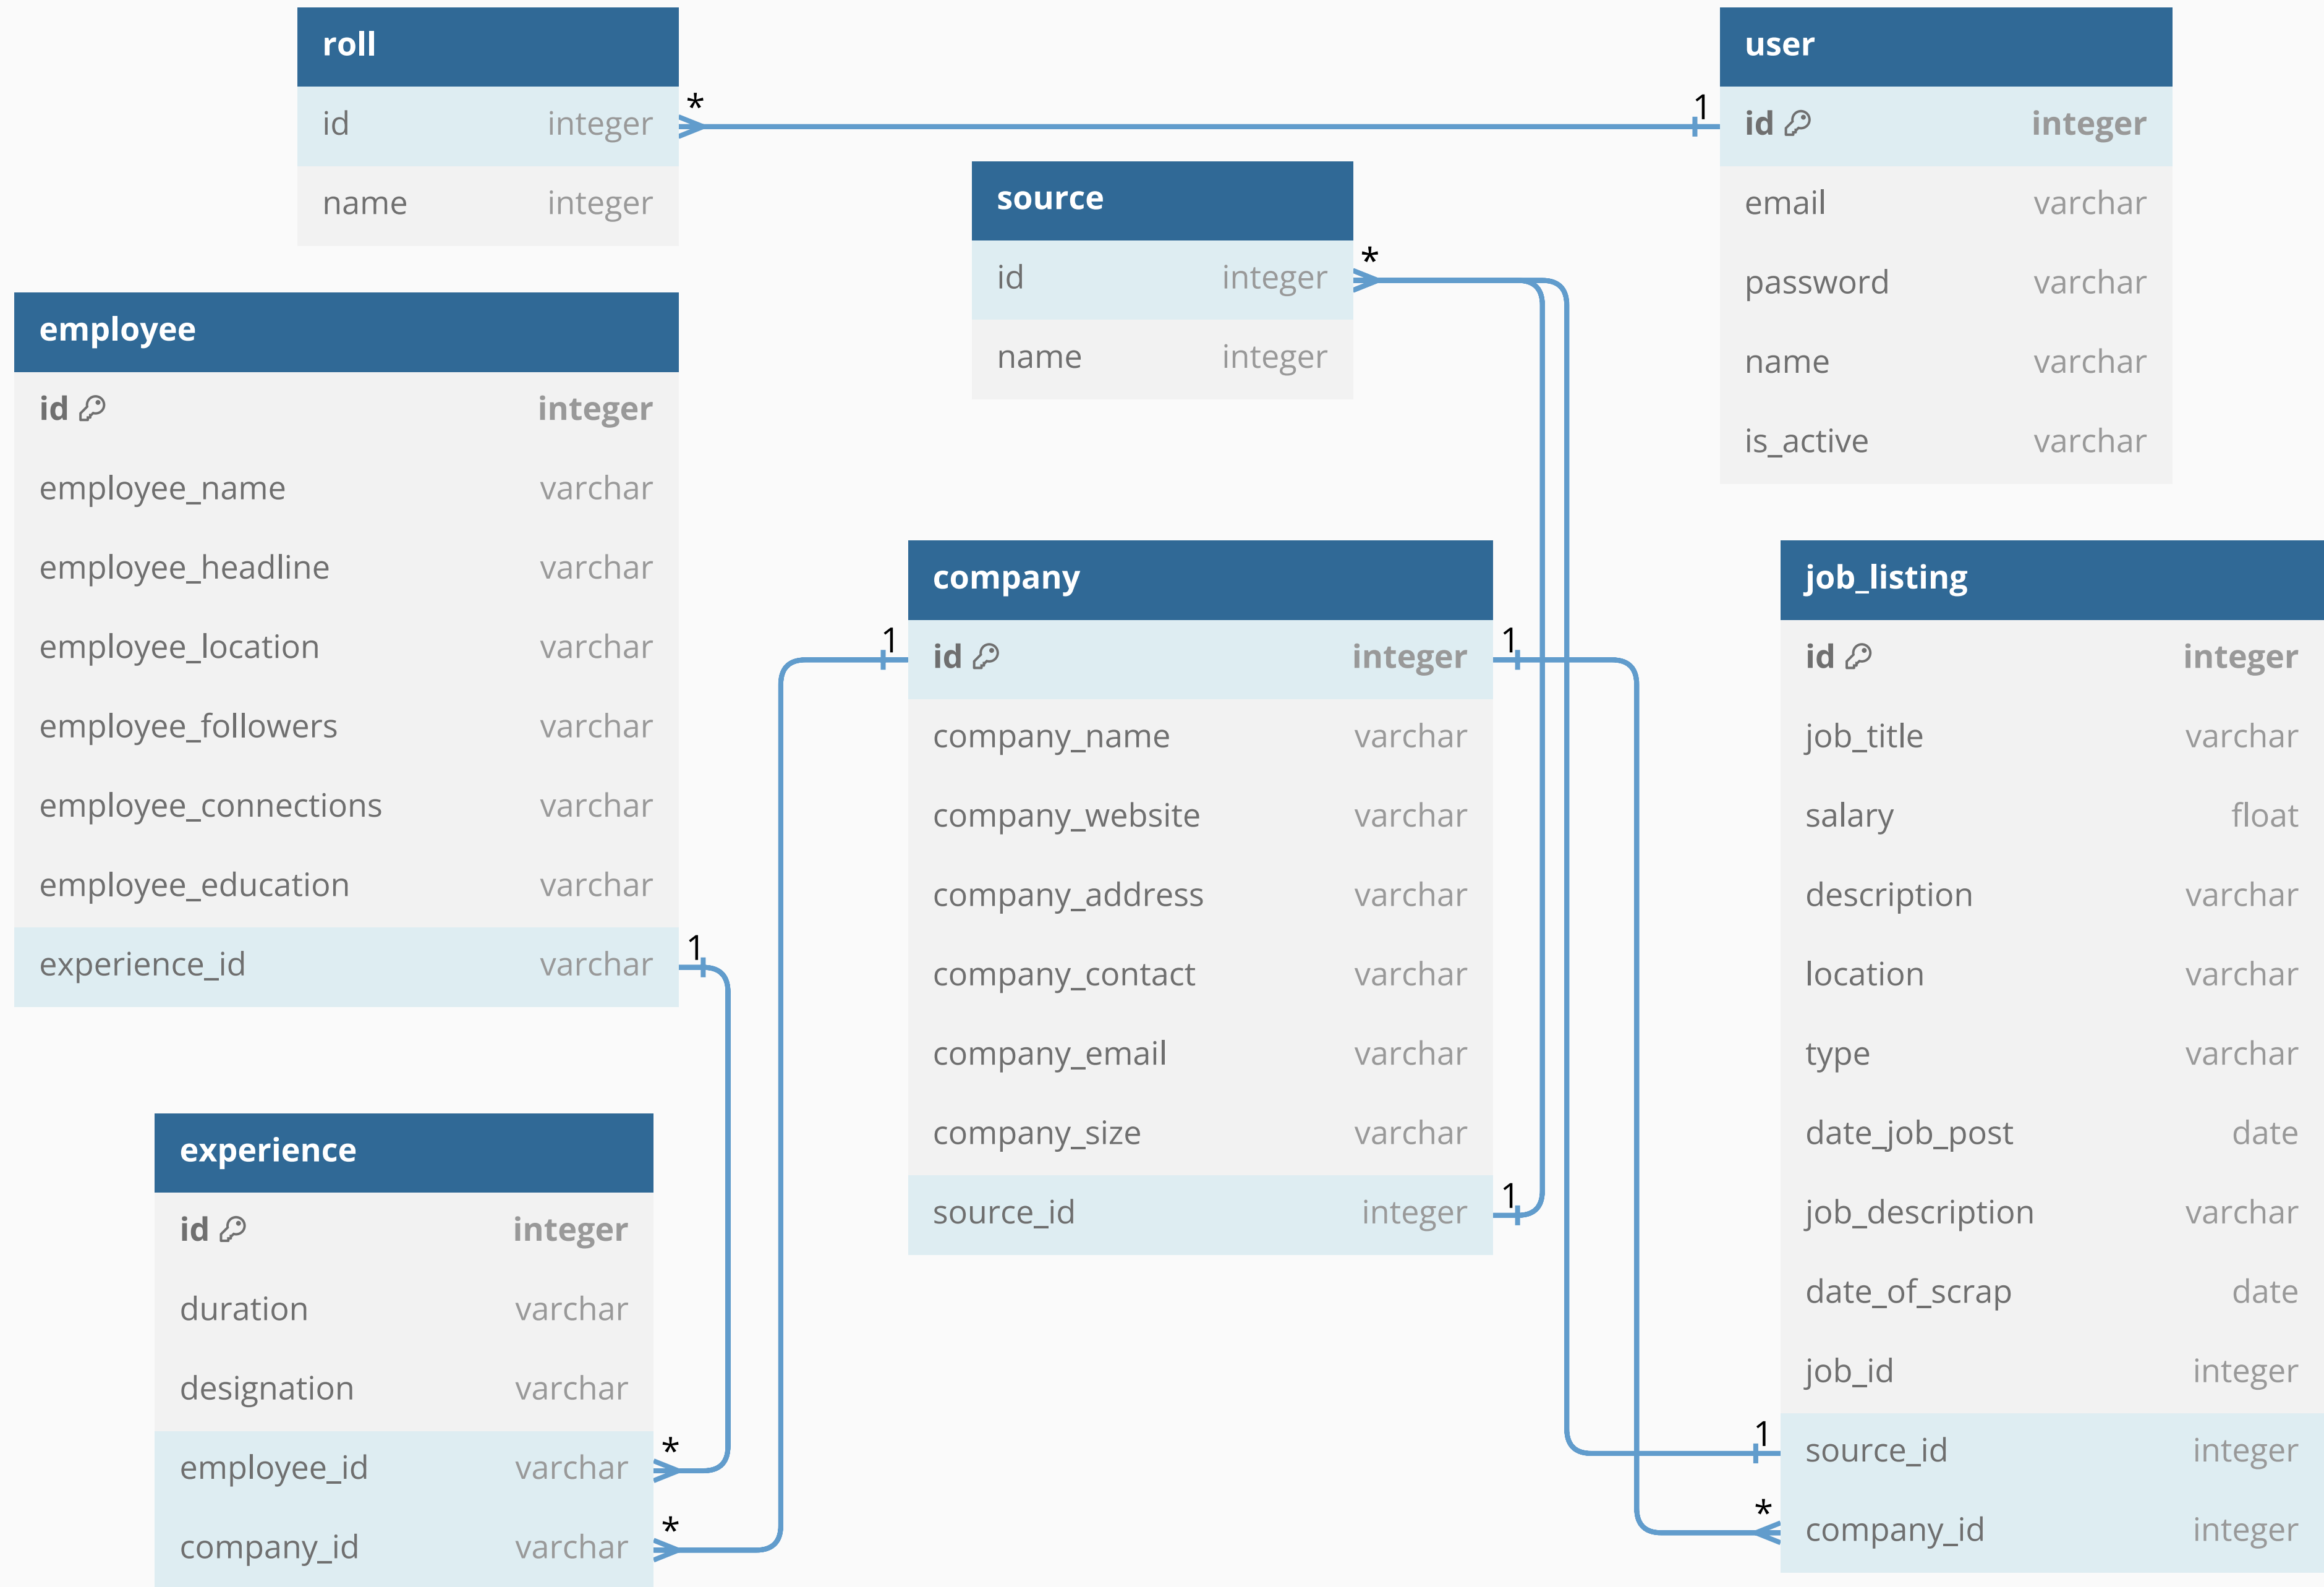 roll
id integer
name integer
* 1
user
id integer
email varchar
password varchar
name varchar
is_active varchar
source
id integer
name integer
*
employee
id integer
employee_name varchar
employee_headline varchar
employee_location varchar
employee_followers varchar
employee_connections varchar
employee_education varchar
experience_id varchar
1
company
1 id integer 1
company_name varchar
company_website varchar
company_address varchar
company_contact varchar
company_email varchar
company_size varchar
source_id integer 1
job_listing
id integer
job_title varchar
salary float
description varchar
location varchar
type varchar
date_job_post date
job_description varchar
date_of_scrap date
job_id integer
1 source_id integer
* company_id integer
experience
id integer
duration varchar
designation varchar
employee_id varchar *
company_id varchar *